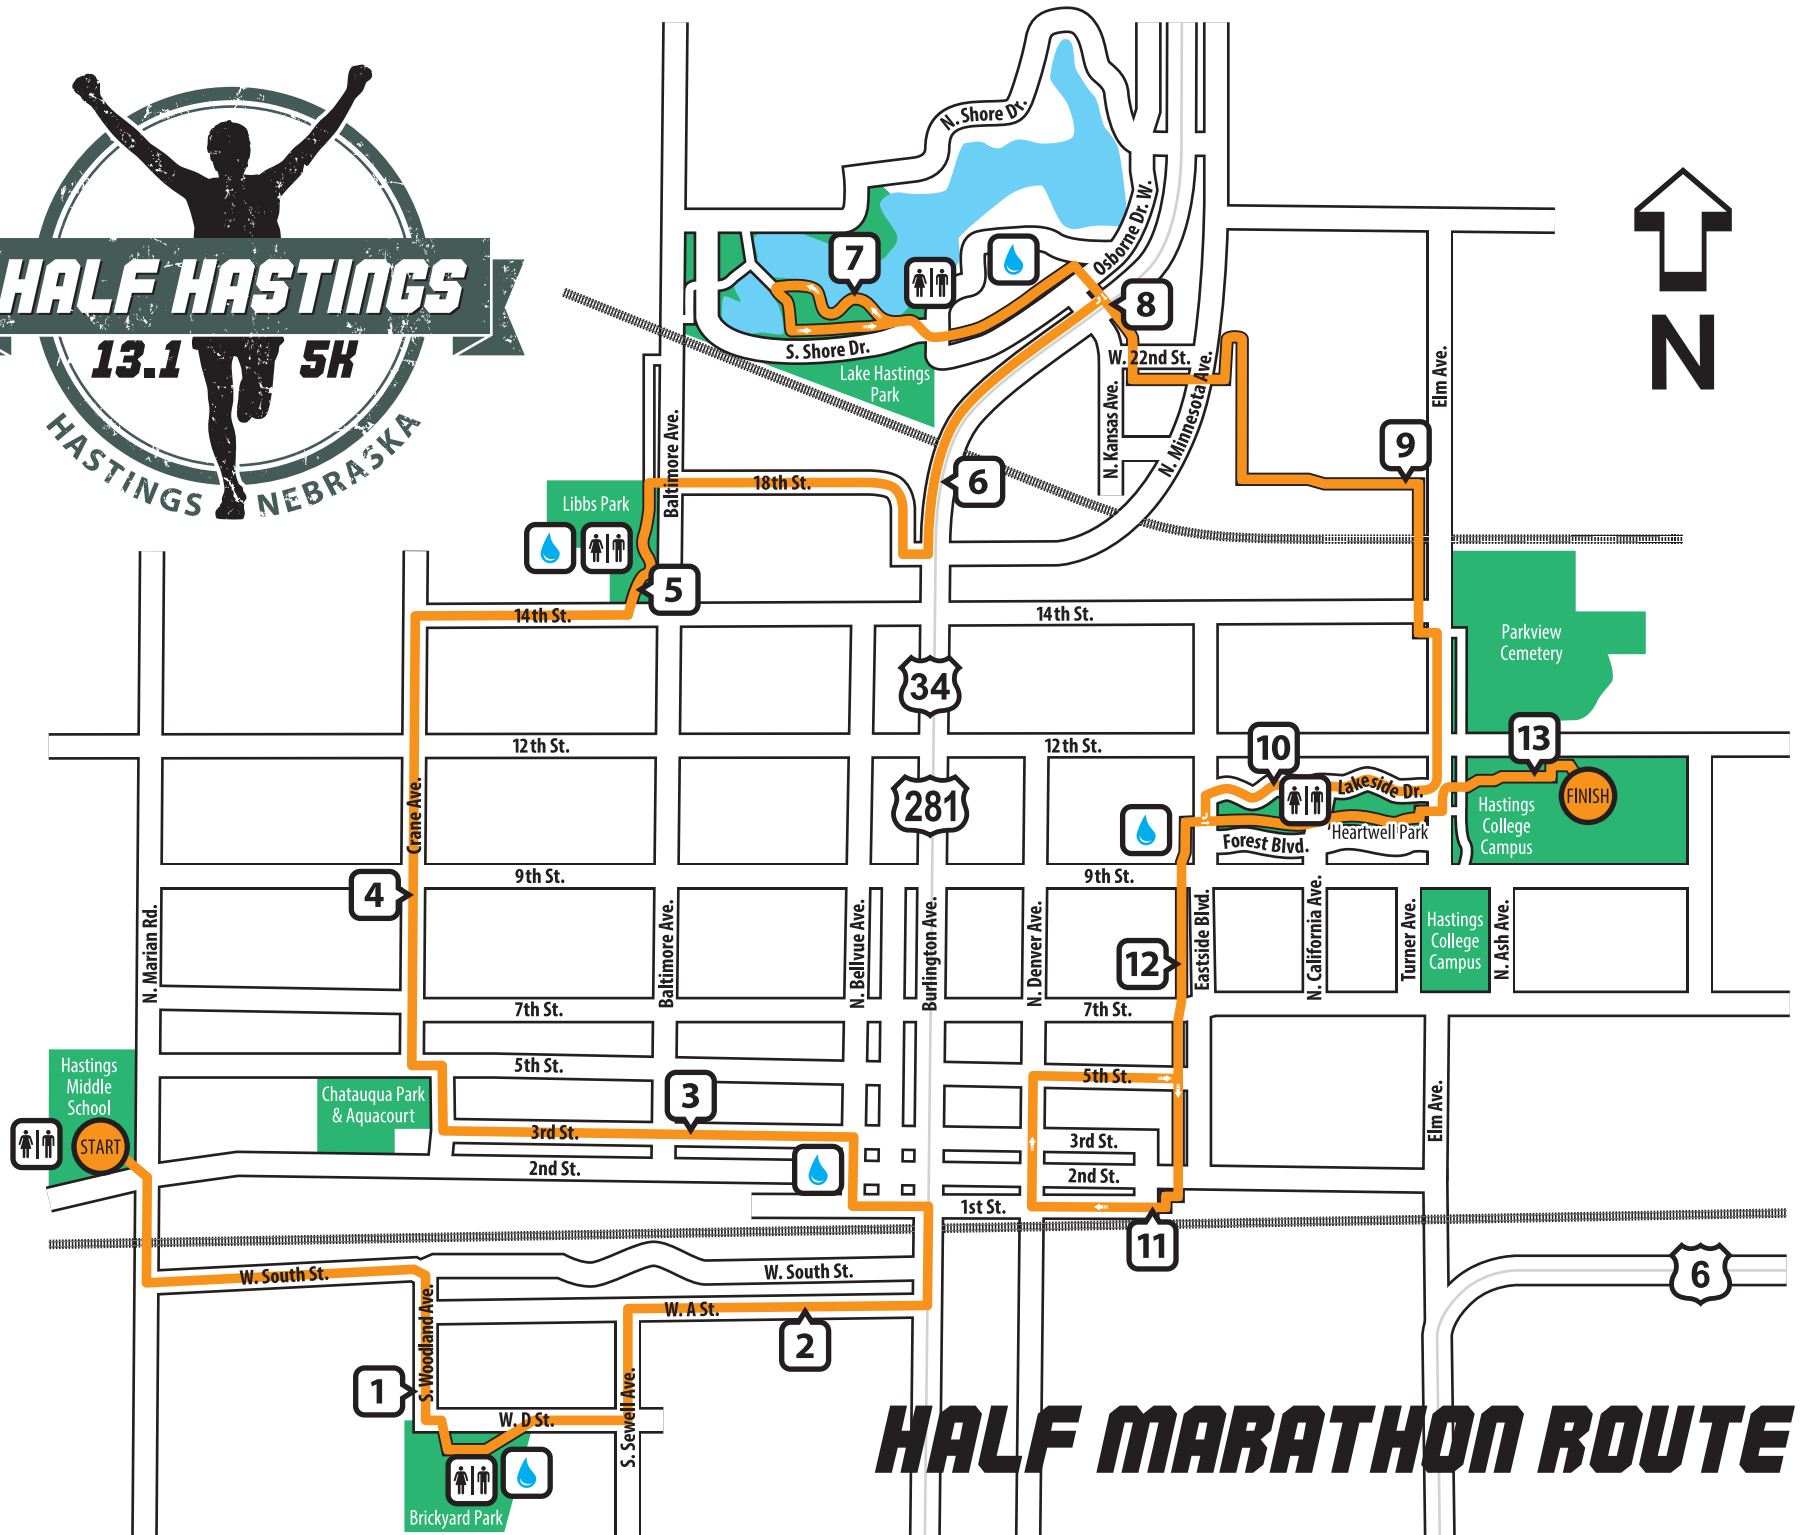 HALF HASTINGS
13.1 5K
HASTINGS NEBRASKA
N
N. Shore Dr.
Osborne Dr. W.
7
8
S. Shore Dr.
Lake Hastings
Park
W. 22nd St.
N. Kansas Ave.
N. Minnesota Ave.
Elm Ave.
9
Baltimore Ave.
18th St.
6
Libbs Park
5
14th St.
14th St.
Parkview
Cemetery
34
12th St.
12th St.
10
13
281
Crane Ave.
Lakeside Dr.
FINISH
Hastings
College
Campus
Heartwell Park
Forest Blvd.
9th St.
9th St.
4
N. Marian Rd.
Baltimore Ave.
N. Bellvue Ave.
Burlington Ave.
N. Denver Ave.
12
Eastside Blvd.
N. California Ave.
Turner Ave.
Hastings
College
Campus
N. Ash Ave.
7th St.
7th St.
Hastings
Middle
School
START
5th St.
5th St.
Chatauqua Park
& Aquacourt
3
3rd St.
3rd St.
2nd St.
2nd St.
Elm Ave.
1st St.
11
W. South St.
W. South St.
6
S. Woodland Ave.
W. A St.
2
1
S. Sewell Ave.
W. D St.
Brickyard Park
HALF MARATHON ROUTE